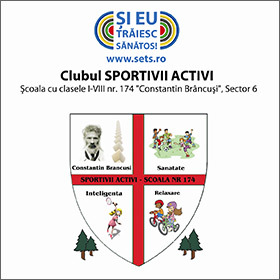 ȘI EU
TRĂIESC
SĂNĂTOS!
www.sets.ro
Clubul SPORTIVII ACTIVI
Școala cu clasele I-VIII nr. 174 "Constantin Brâncuși", Sector 6
Constantin Brancusi
Sanatate
SPORTIVII ACTIVI - SCOALA NR 174
Inteligenta
Relaxare